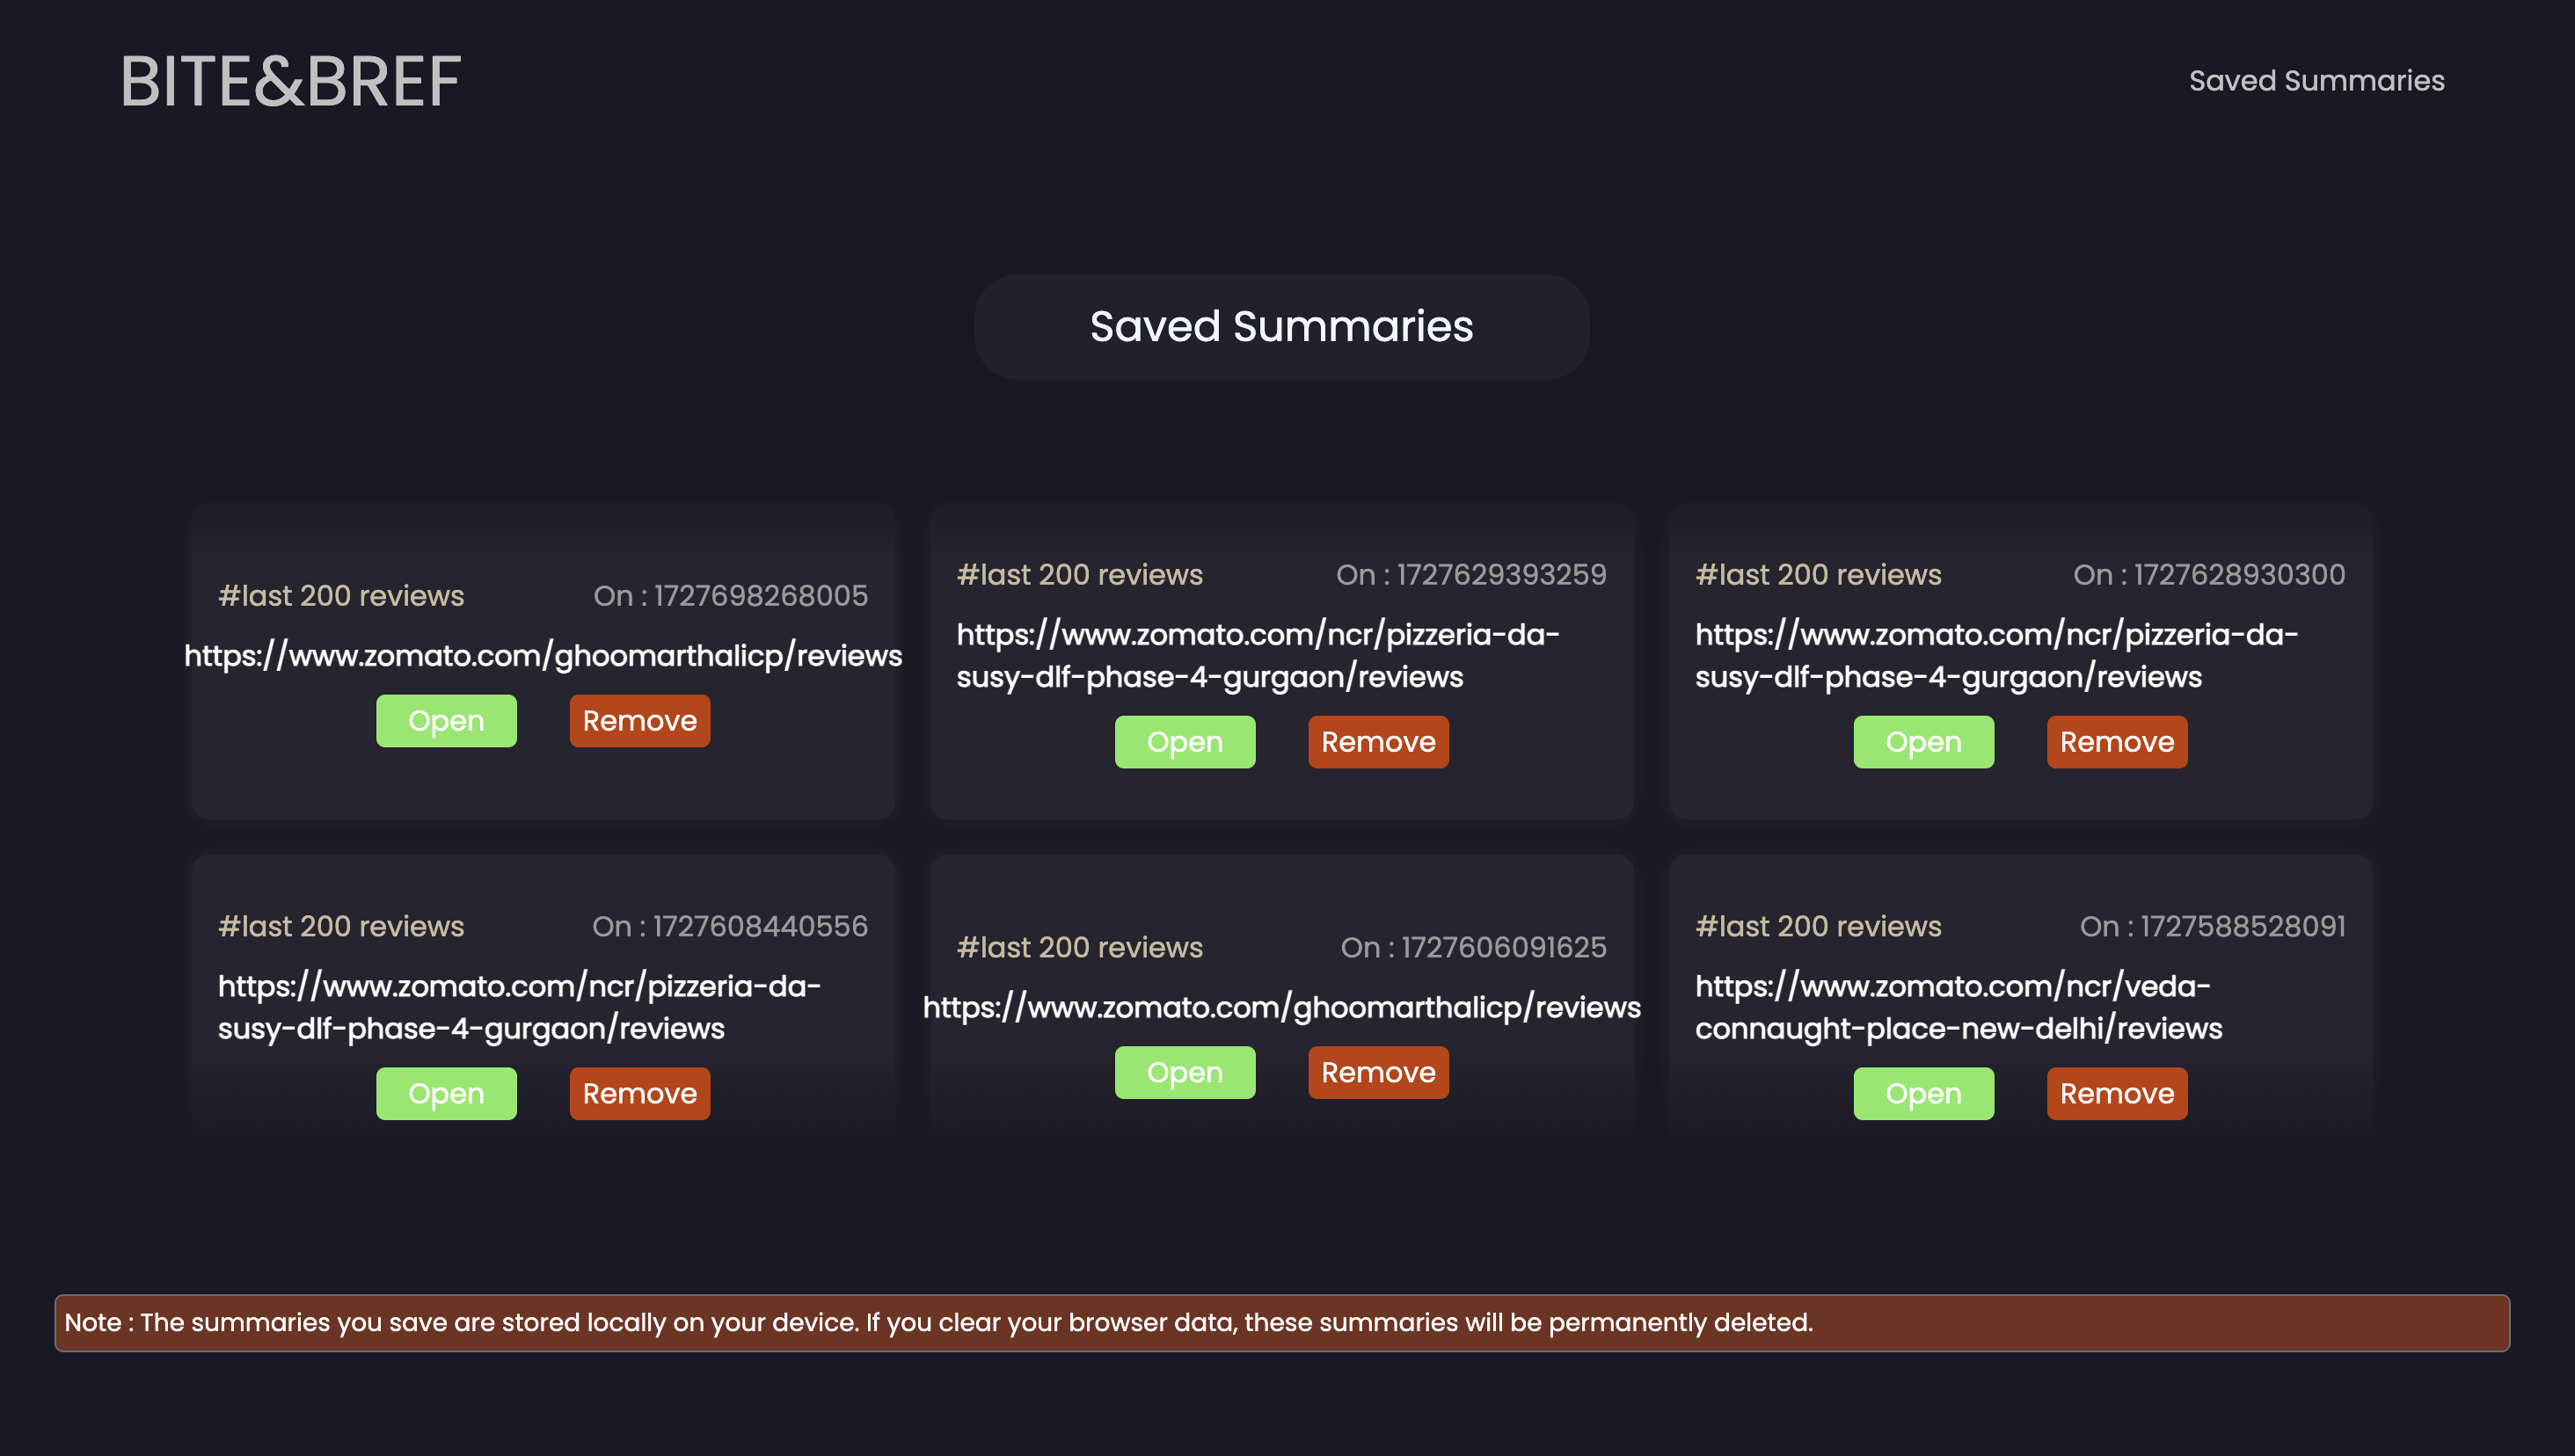 BITE&BREF
Saved Summaries
Saved Summaries
#last 200 reviews On : 1727698268005
https://www.zomato.com/ghoomarthalicp/reviews
Open Remove
#last 200 reviews On : 1727629393259
https://www.zomato.com/ncr/pizzeria-da-
susy-dlf-phase-4-gurgaon/reviews
Open Remove
#last 200 reviews On : 1727628930300
https://www.zomato.com/ncr/pizzeria-da-
susy-dlf-phase-4-gurgaon/reviews
Open Remove
#last 200 reviews On : 1727608440556
https://www.zomato.com/ncr/pizzeria-da-
susy-dlf-phase-4-gurgaon/reviews
Open Remove
#last 200 reviews On : 1727606091625
https://www.zomato.com/ghoomarthalicp/reviews
Open Remove
#last 200 reviews On : 1727588528091
https://www.zomato.com/ncr/veda-
connaught-place-new-delhi/reviews
Open Remove
Note : The summaries you save are stored locally on your device. If you clear your browser data, these summaries will be permanently deleted.